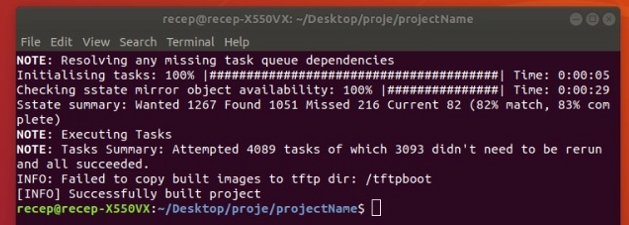 recep@recep-X550VX: ~/Desktop/proje/projectName
File Edit View Search Terminal Help
NOTE: Resolving any missing task queue dependencies
Initialising tasks: 100% |#######################################| Time: 0:00:05
Checking sstate mirror object availability: 100% |###############| Time: 0:00:29
Sstate summary: Wanted 1267 Found 1051 Missed 216 Current 82 (82% match, 83% com
plete)
NOTE: Executing Tasks
NOTE: Tasks Summary: Attempted 4089 tasks of which 3093 didn't need to be rerun
and all succeeded.
INFO: Failed to copy built images to tftp dir: /tftpboot
[INFO] Successfully built project
recep@recep-X550VX:~/Desktop/proje/projectName$